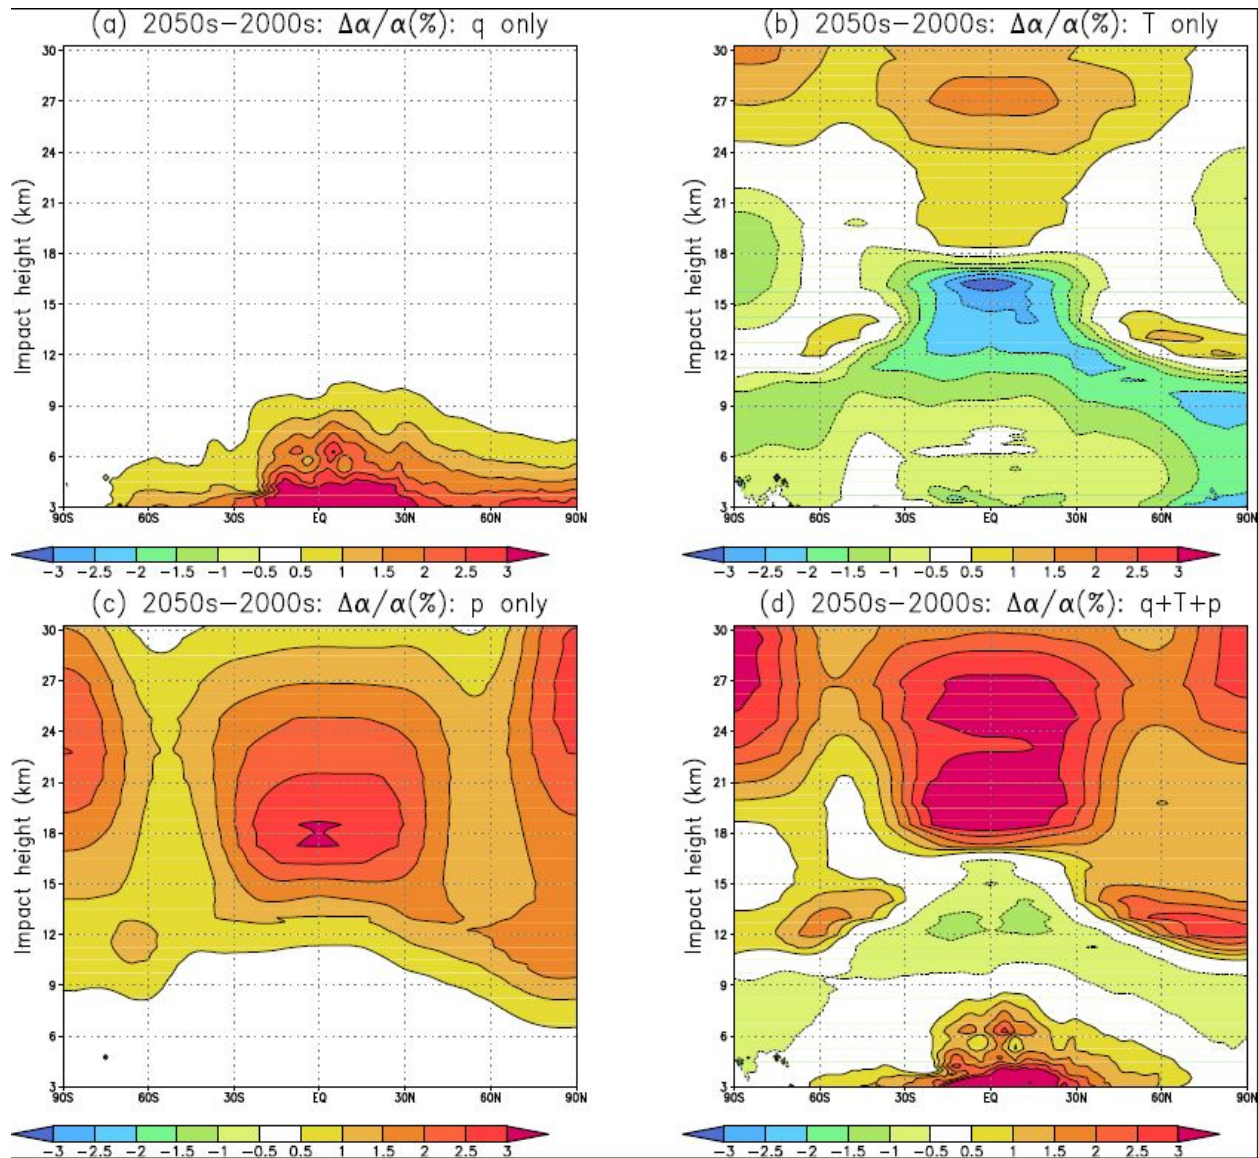 (a) 2050s−2000s: Δα/α(%): q only
(b) 2050s−2000s: Δα/α(%): T only
Impact height (km)
30
27
24
21
18
15
12
9
6
3
90S 60S 30S EQ 30N 60N 90N
−3 −2.5 −2 −1.5 −1 −0.5 0.5 1 1.5 2 2.5 3
Impact height (km)
30
27
24
21
18
15
12
9
6
3
90S 60S 30S EQ 30N 60N 90N
−3 −2.5 −2 −1.5 −1 −0.5 0.5 1 1.5 2 2.5 3
(c) 2050s−2000s: Δα/α(%): p only
(d) 2050s−2000s: Δα/α(%): q+T+p
Impact height (km)
30
27
24
21
18
15
12
9
6
3
90S 60S 30S EQ 30N 60N 90N
−3 −2.5 −2 −1.5 −1 −0.5 0.5 1 1.5 2 2.5 3
Impact height (km)
30
27
24
21
18
15
12
9
6
3
90S 60S 30S EQ 30N 60N 90N
−3 −2.5 −2 −1.5 −1 −0.5 0.5 1 1.5 2 2.5 3